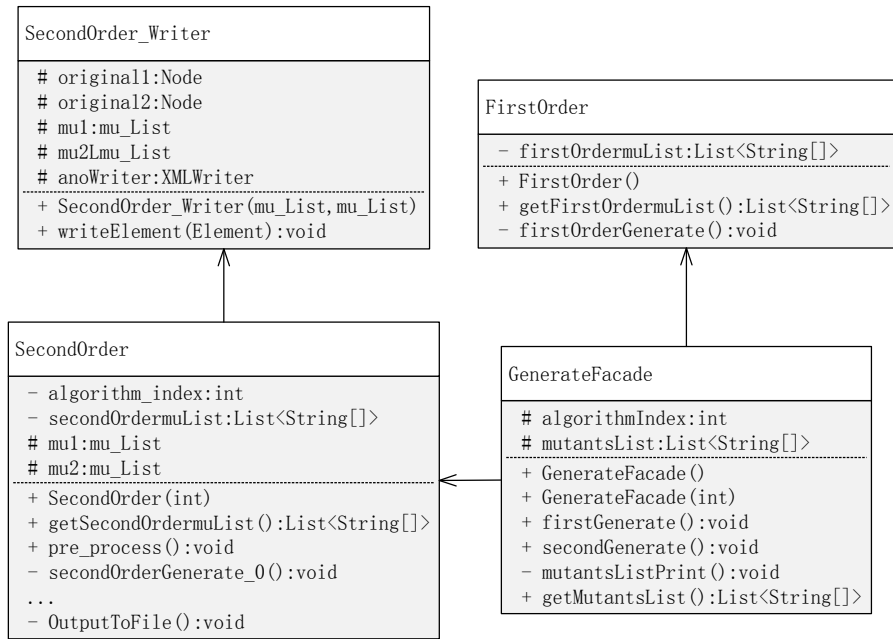 SecondOrder_Writer
# original1:Node
# original2:Node
# mu1:mu_List
# mu2Lmu_List
# anoWriter:XMLWriter
+ SecondOrder_Writer(mu_List,mu_List)
+ writeElement(Element):void
FirstOrder
- firstOrdermuList:List<String[]>
+ FirstOrder()
+ getFirstOrdermuList():List<String[]>
- firstOrderGenerate():void
SecondOrder
- algorithm_index:int
- secondOrdermuList:List<String[]>
# mu1:mu_List
# mu2:mu_List
+ SecondOrder(int)
+ getSecondOrdermuList():List<String[]>
+ pre_process():void
- secondOrderGenerate_0():void
...
- OutputToFile():void
GenerateFacade
# algorithmIndex:int
# mutantsList:List<String[]>
+ GenerateFacade()
+ GenerateFacade(int)
+ firstGenerate():void
+ secondGenerate():void
- mutantsListPrint():void
+ getMutantsList():List<String[]>